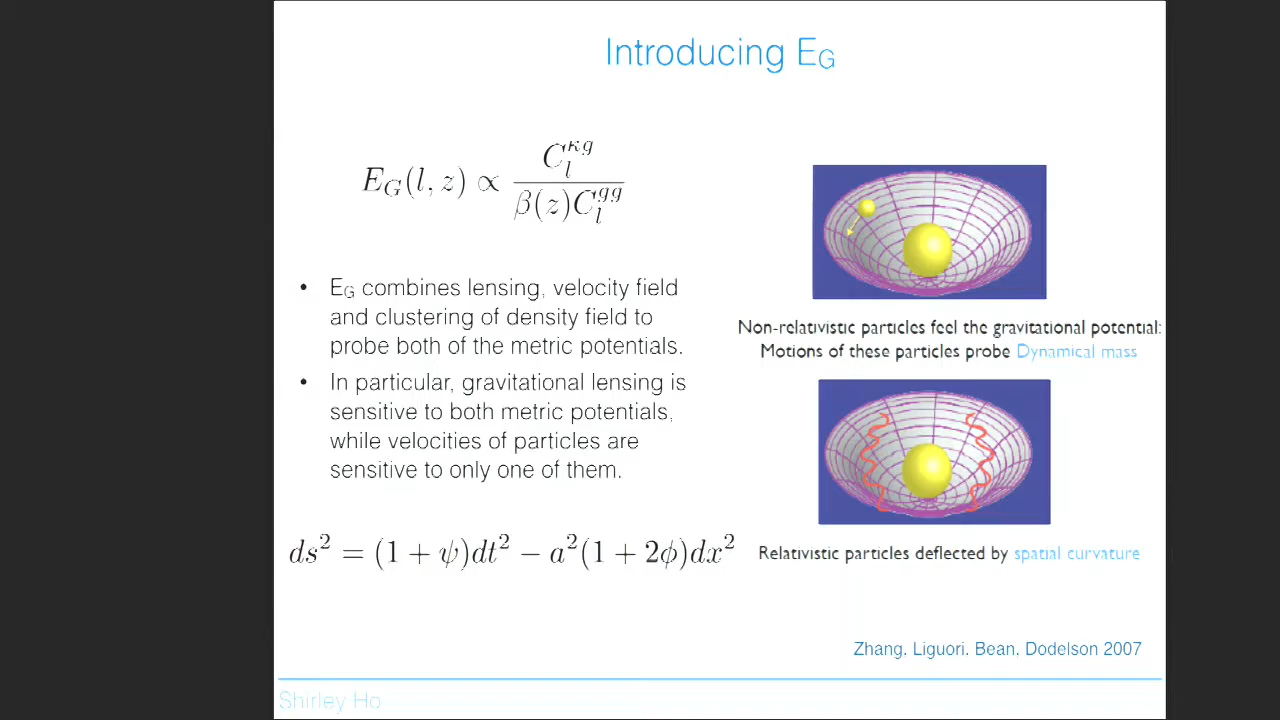 Introducing E_G
E_G(l, z) ∝ C_l^{κg} / β(z)C_l^{gg}
• E_G combines lensing, velocity field
and clustering of density field to
probe both of the metric potentials.
• In particular, gravitational lensing is
sensitive to both metric potentials,
while velocities of particles are
sensitive to only one of them.
ds² = (1 + ψ)dt² − a²(1 + 2φ)dx²
Non-relativistic particles feel the gravitational potential:
Motions of these particles probe Dynamical mass
Relativistic particles deflected by spatial curvature
Zhang, Liguori, Bean, Dodelson 2007
Shirley Ho